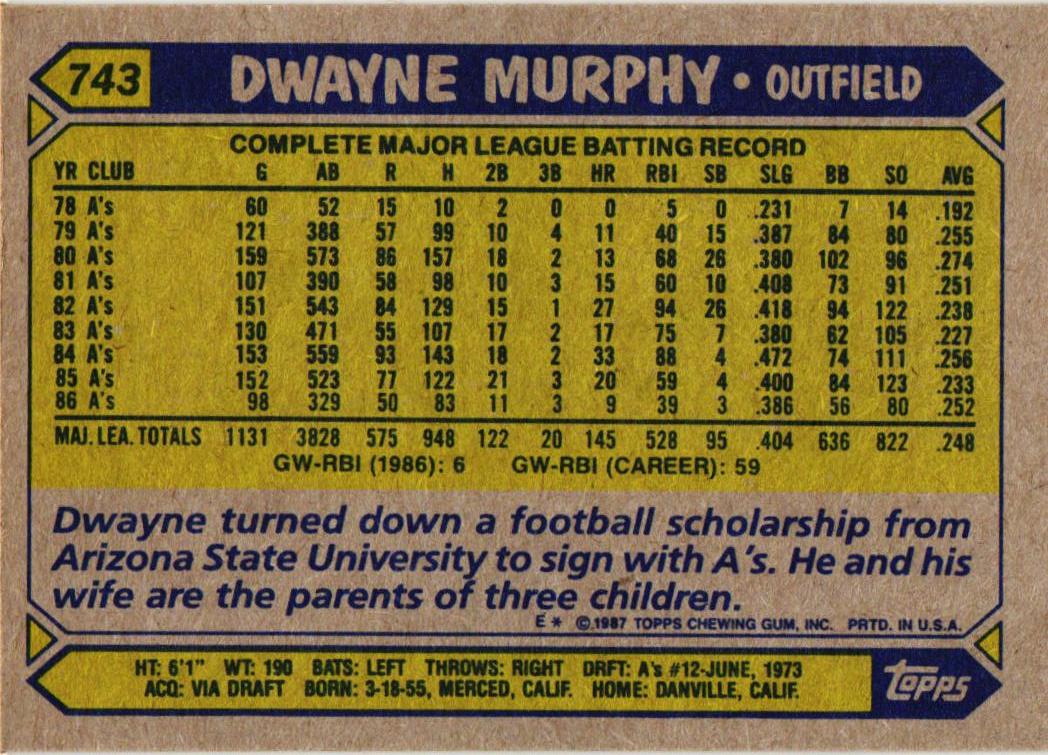 743 DWAYNE MURPHY • OUTFIELD
COMPLETE MAJOR LEAGUE BATTING RECORD
YR CLUB G AB R H 2B 3B HR RBI SB SLG BB SO AVG
78 A's 60 52 15 10 2 0 0 5 0 .231 7 14 .192
79 A's 121 388 57 99 10 4 11 40 15 .387 84 80 .255
80 A's 159 573 86 157 18 2 13 68 26 .380 102 96 .274
81 A's 107 390 58 98 10 3 15 60 10 .408 73 91 .251
82 A's 151 543 84 129 15 1 27 94 26 .418 94 122 .238
83 A's 130 471 55 107 17 2 17 75 7 .380 62 105 .227
84 A's 153 559 93 143 18 2 33 88 4 .472 74 111 .256
85 A's 152 523 77 122 21 3 20 59 4 .400 84 123 .233
86 A's 98 329 50 83 11 3 9 39 3 .386 56 80 .252
MAJ. LEA. TOTALS 1131 3828 575 948 122 20 145 528 95 .404 636 822 .248
GW-RBI (1986): 6 GW-RBI (CAREER): 59
Dwayne turned down a football scholarship from
Arizona State University to sign with A's. He and his
wife are the parents of three children.
E * © 1987 TOPPS CHEWING GUM, INC. PRTD. IN U.S.A.
HT: 6'1" WT: 190 BATS: LEFT THROWS: RIGHT DRFT: A's #12-JUNE, 1973
ACQ: VIA DRAFT BORN: 3-18-55, MERCED, CALIF. HOME: DANVILLE, CALIF.
topps